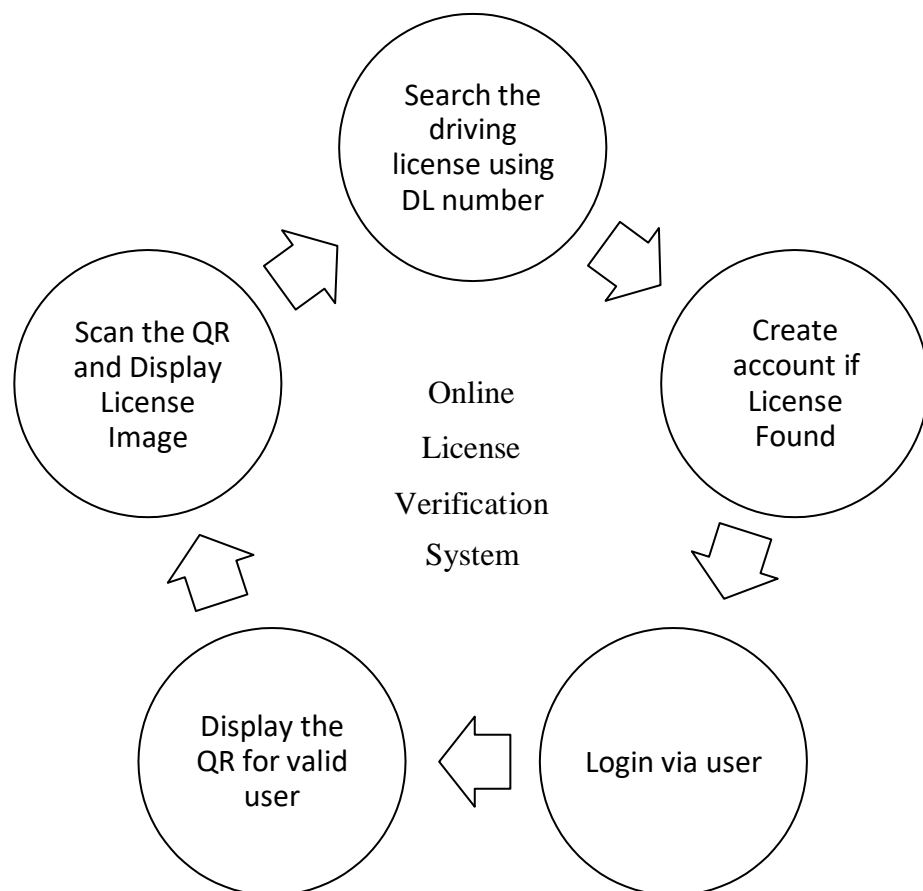 Search the
driving
license using
DL number
Create
account if
License
Found
Login via user
Display the
QR for valid
user
Scan the QR
and Display
License
Image
Online
License
Verification
System